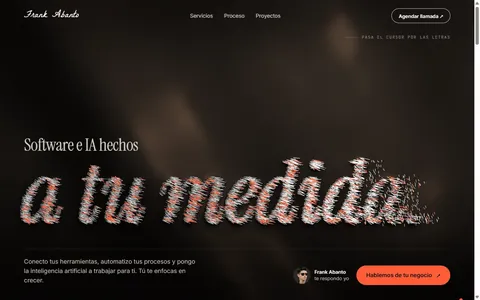 Frank Abanto
Servicios
Proceso
Proyectos
Agendar llamada ↗
PASA EL CURSOR POR LAS LETRAS
Software e IA hechos
a tu medida
Conecto tus herramientas, automatizo tus procesos y pongo
la inteligencia artificial a trabajar para ti. Tú te enfocas en
crecer.
Frank Abanto
te respondo yo
Hablemos de tu negocio ↗